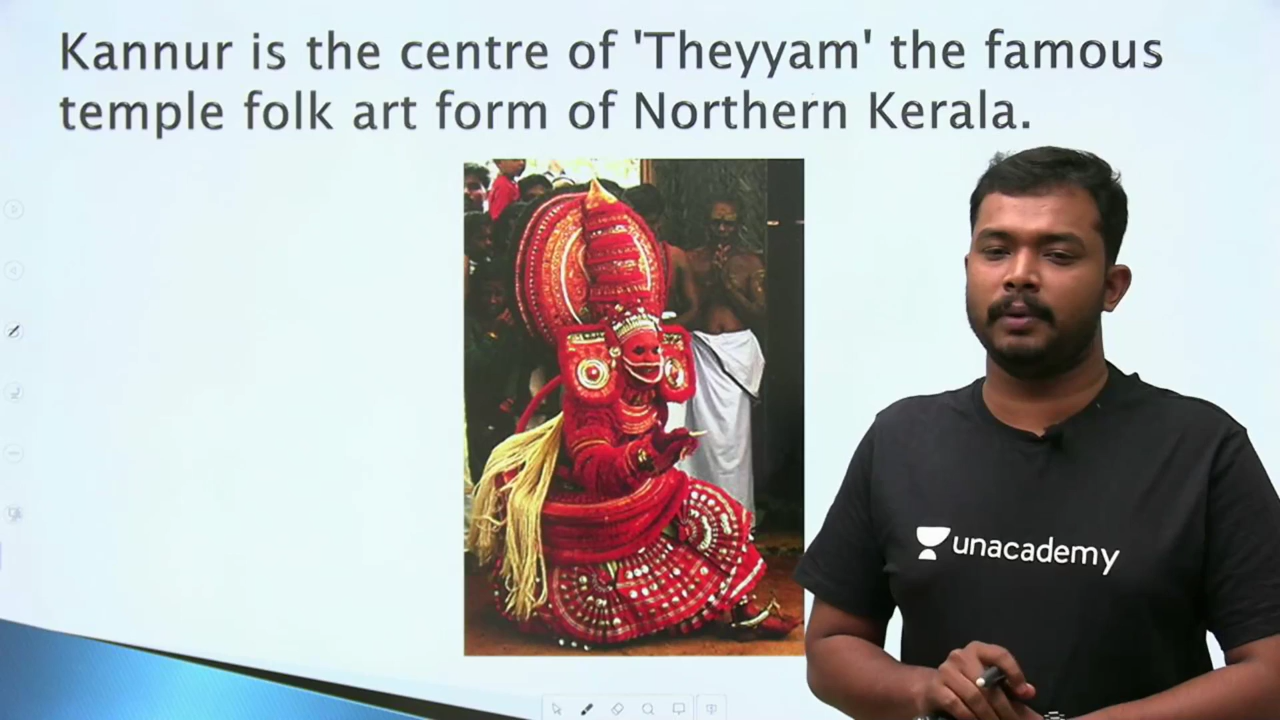 Kannur is the centre of 'Theyyam' the famous
temple folk art form of Northern Kerala.
unacademy